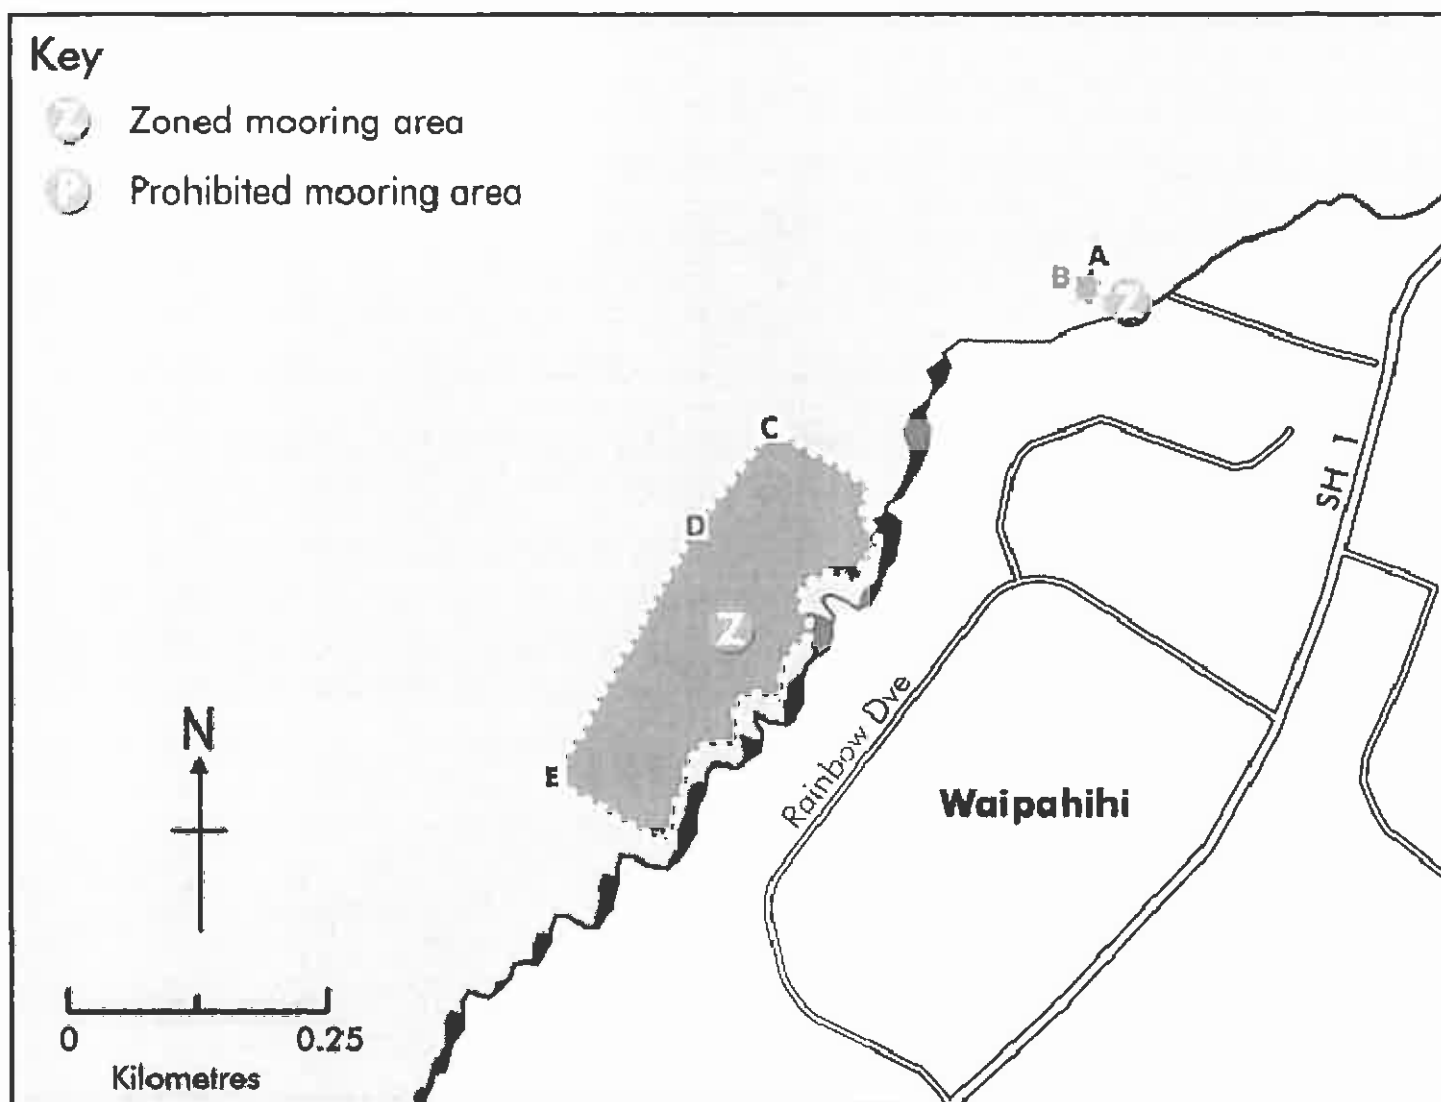 Key
Z Zoned mooring area
P Prohibited mooring area
A
B
Z
C
SH 1
D
Z
Rainbow Dve
N
E
Waipahihi
0 0.25
Kilometres